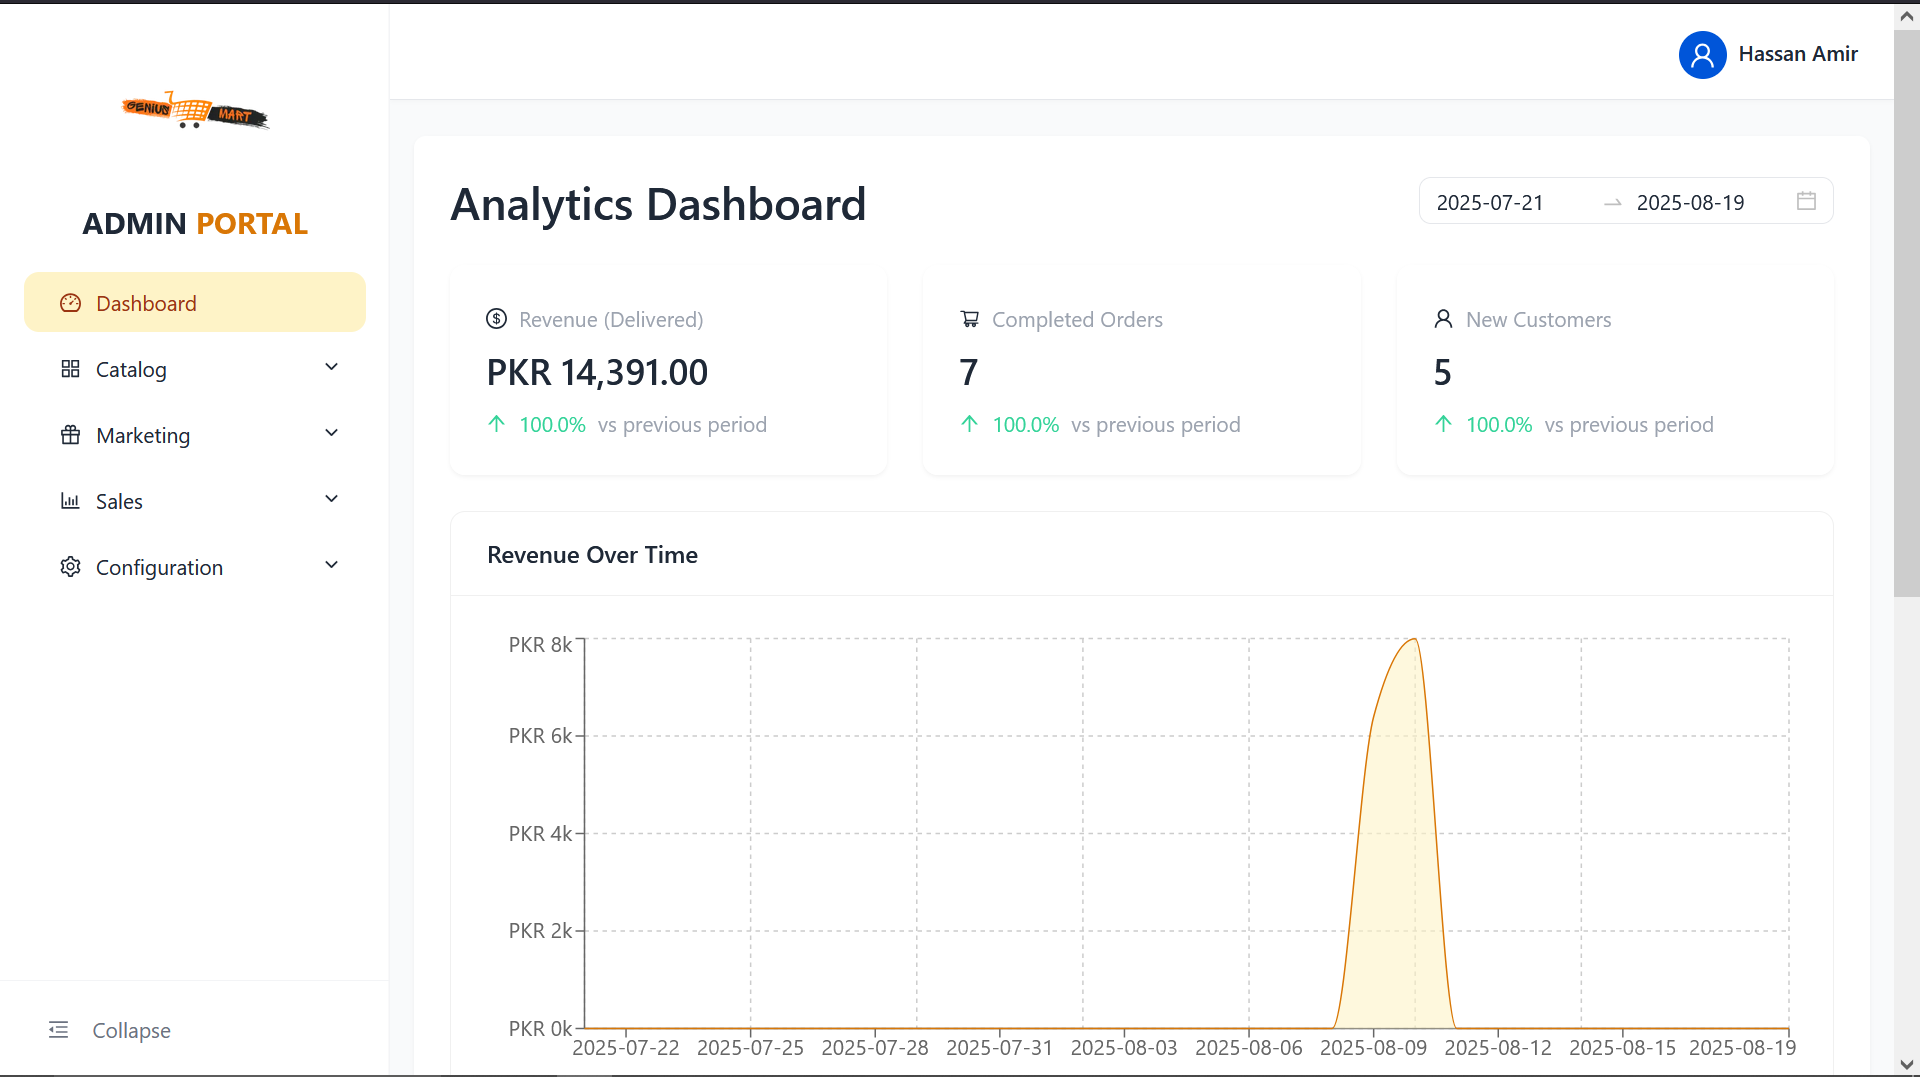 GENIUS MART
ADMIN PORTAL
Dashboard
Catalog
Marketing
Sales
Configuration
Collapse
Hassan Amir
Analytics Dashboard
2025-07-21 → 2025-08-19
Revenue (Delivered)
PKR 14,391.00
↑ 100.0% vs previous period
Completed Orders
7
↑ 100.0% vs previous period
New Customers
5
↑ 100.0% vs previous period
Revenue Over Time
PKR 8k
PKR 6k
PKR 4k
PKR 2k
PKR 0k
2025-07-22 2025-07-25 2025-07-28 2025-07-31 2025-08-03 2025-08-06 2025-08-09 2025-08-12 2025-08-15 2025-08-19